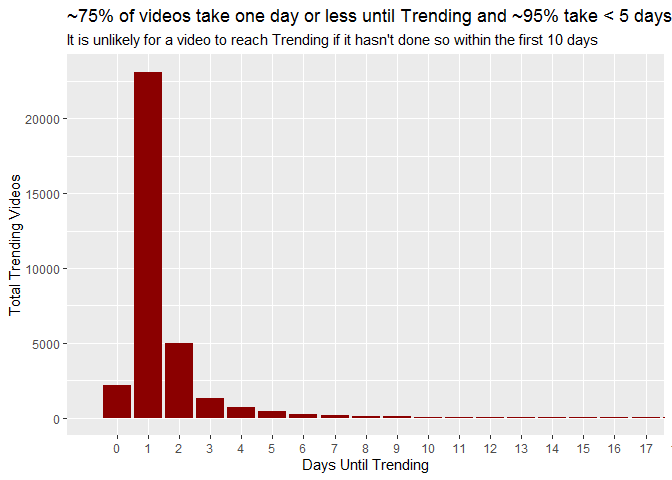 ~75% of videos take one day or less until Trending and ~95% take < 5 days
It is unlikely for a video to reach Trending if it hasn't done so within the first 10 days
Total Trending Videos
20000
15000
10000
5000
0
0 1 2 3 4 5 6 7 8 9 10 11 12 13 14 15 16 17
Days Until Trending